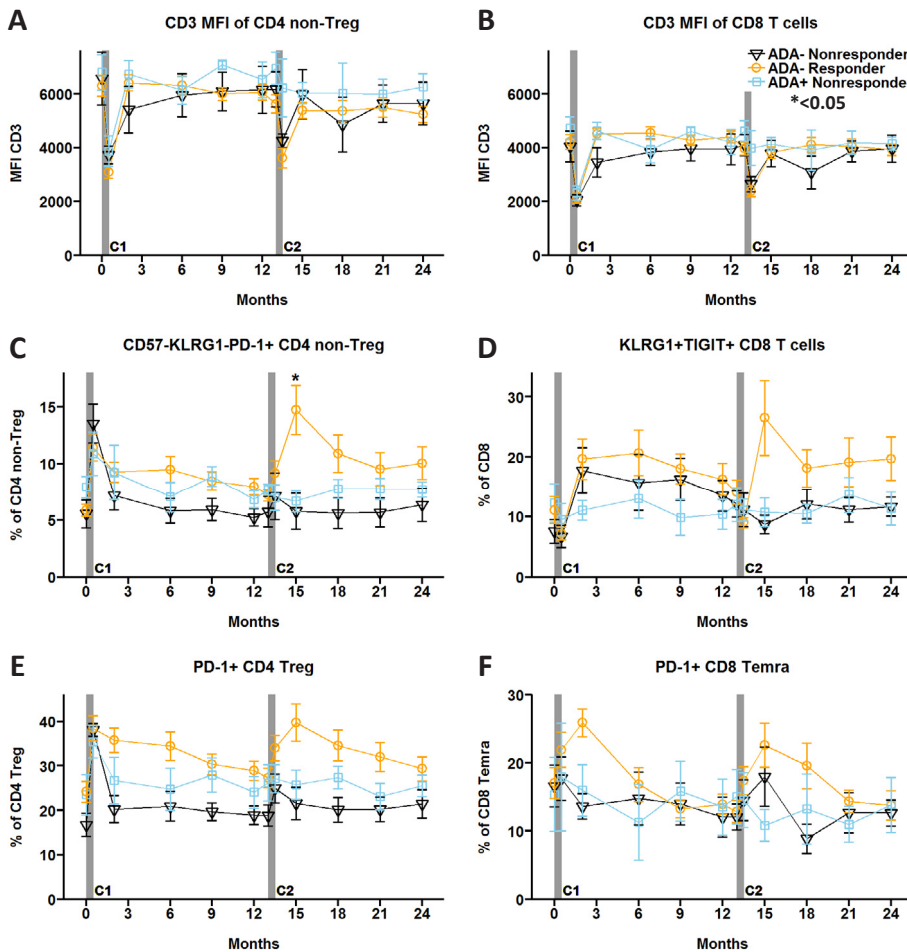 A
CD3 MFI of CD4 non-Treg
MFI CD3
6000
4000
2000
0
C1
C2
0 3 6 9 12 15 18 21 24
Months
B
CD3 MFI of CD8 T cells
ADA- Nonresponder
ADA- Responder
ADA+ Nonresponder
*<0.05
MFI CD3
6000
4000
2000
0
C1
C2
0 3 6 9 12 15 18 21 24
Months
C
CD57-KLRG1-PD-1+ CD4 non-Treg
% of CD4 non-Treg
15
10
5
0
*
C1
C2
0 3 6 9 12 15 18 21 24
Months
D
KLRG1+TIGIT+ CD8 T cells
% of CD8
30
20
10
0
C1
C2
0 3 6 9 12 15 18 21 24
Months
E
PD-1+ CD4 Treg
% of CD4 Treg
40
30
20
10
0
C1
C2
0 3 6 9 12 15 18 21 24
Months
F
PD-1+ CD8 Temra
% of CD8 Temra
30
20
10
0
C1
C2
0 3 6 9 12 15 18 21 24
Months